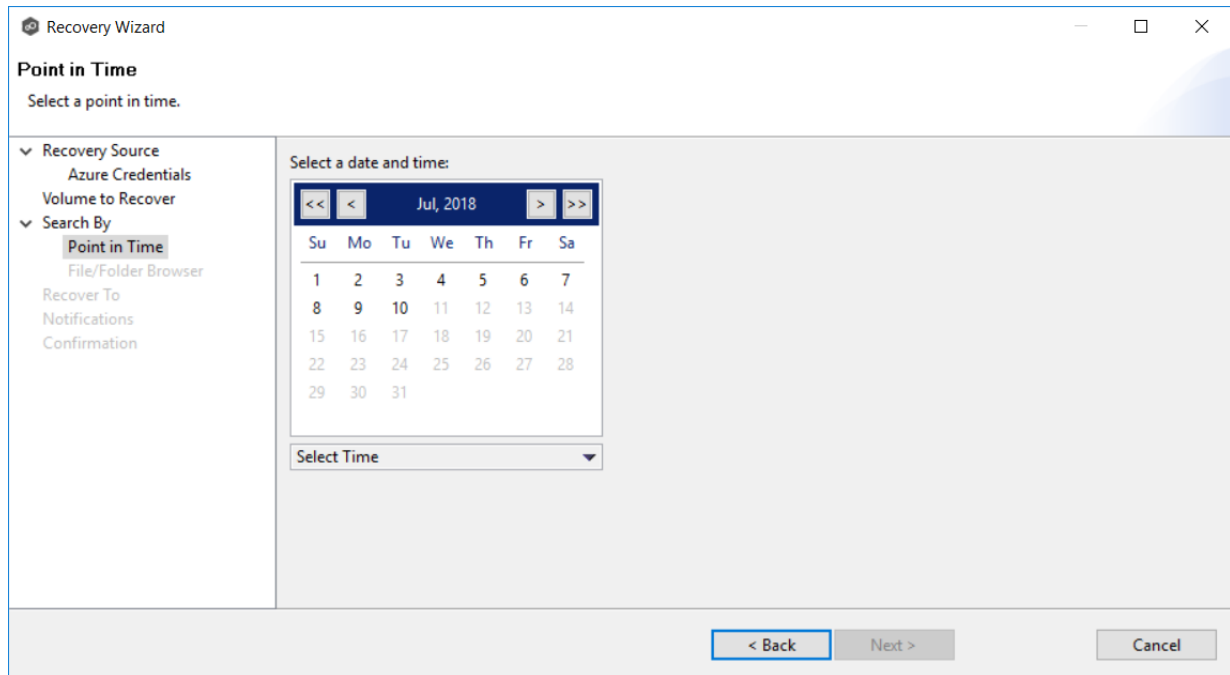 Recovery Wizard
Point in Time
Select a point in time.
Recovery Source
Azure Credentials
Volume to Recover
Search By
Point in Time
File/Folder Browser
Recover To
Notifications
Confirmation
Select a date and time:
<< < Jul, 2018 > >>
Su Mo Tu We Th Fr Sa
1 2 3 4 5 6 7
8 9 10 11 12 13 14
15 16 17 18 19 20 21
22 23 24 25 26 27 28
29 30 31
Select Time
< Back Next > Cancel